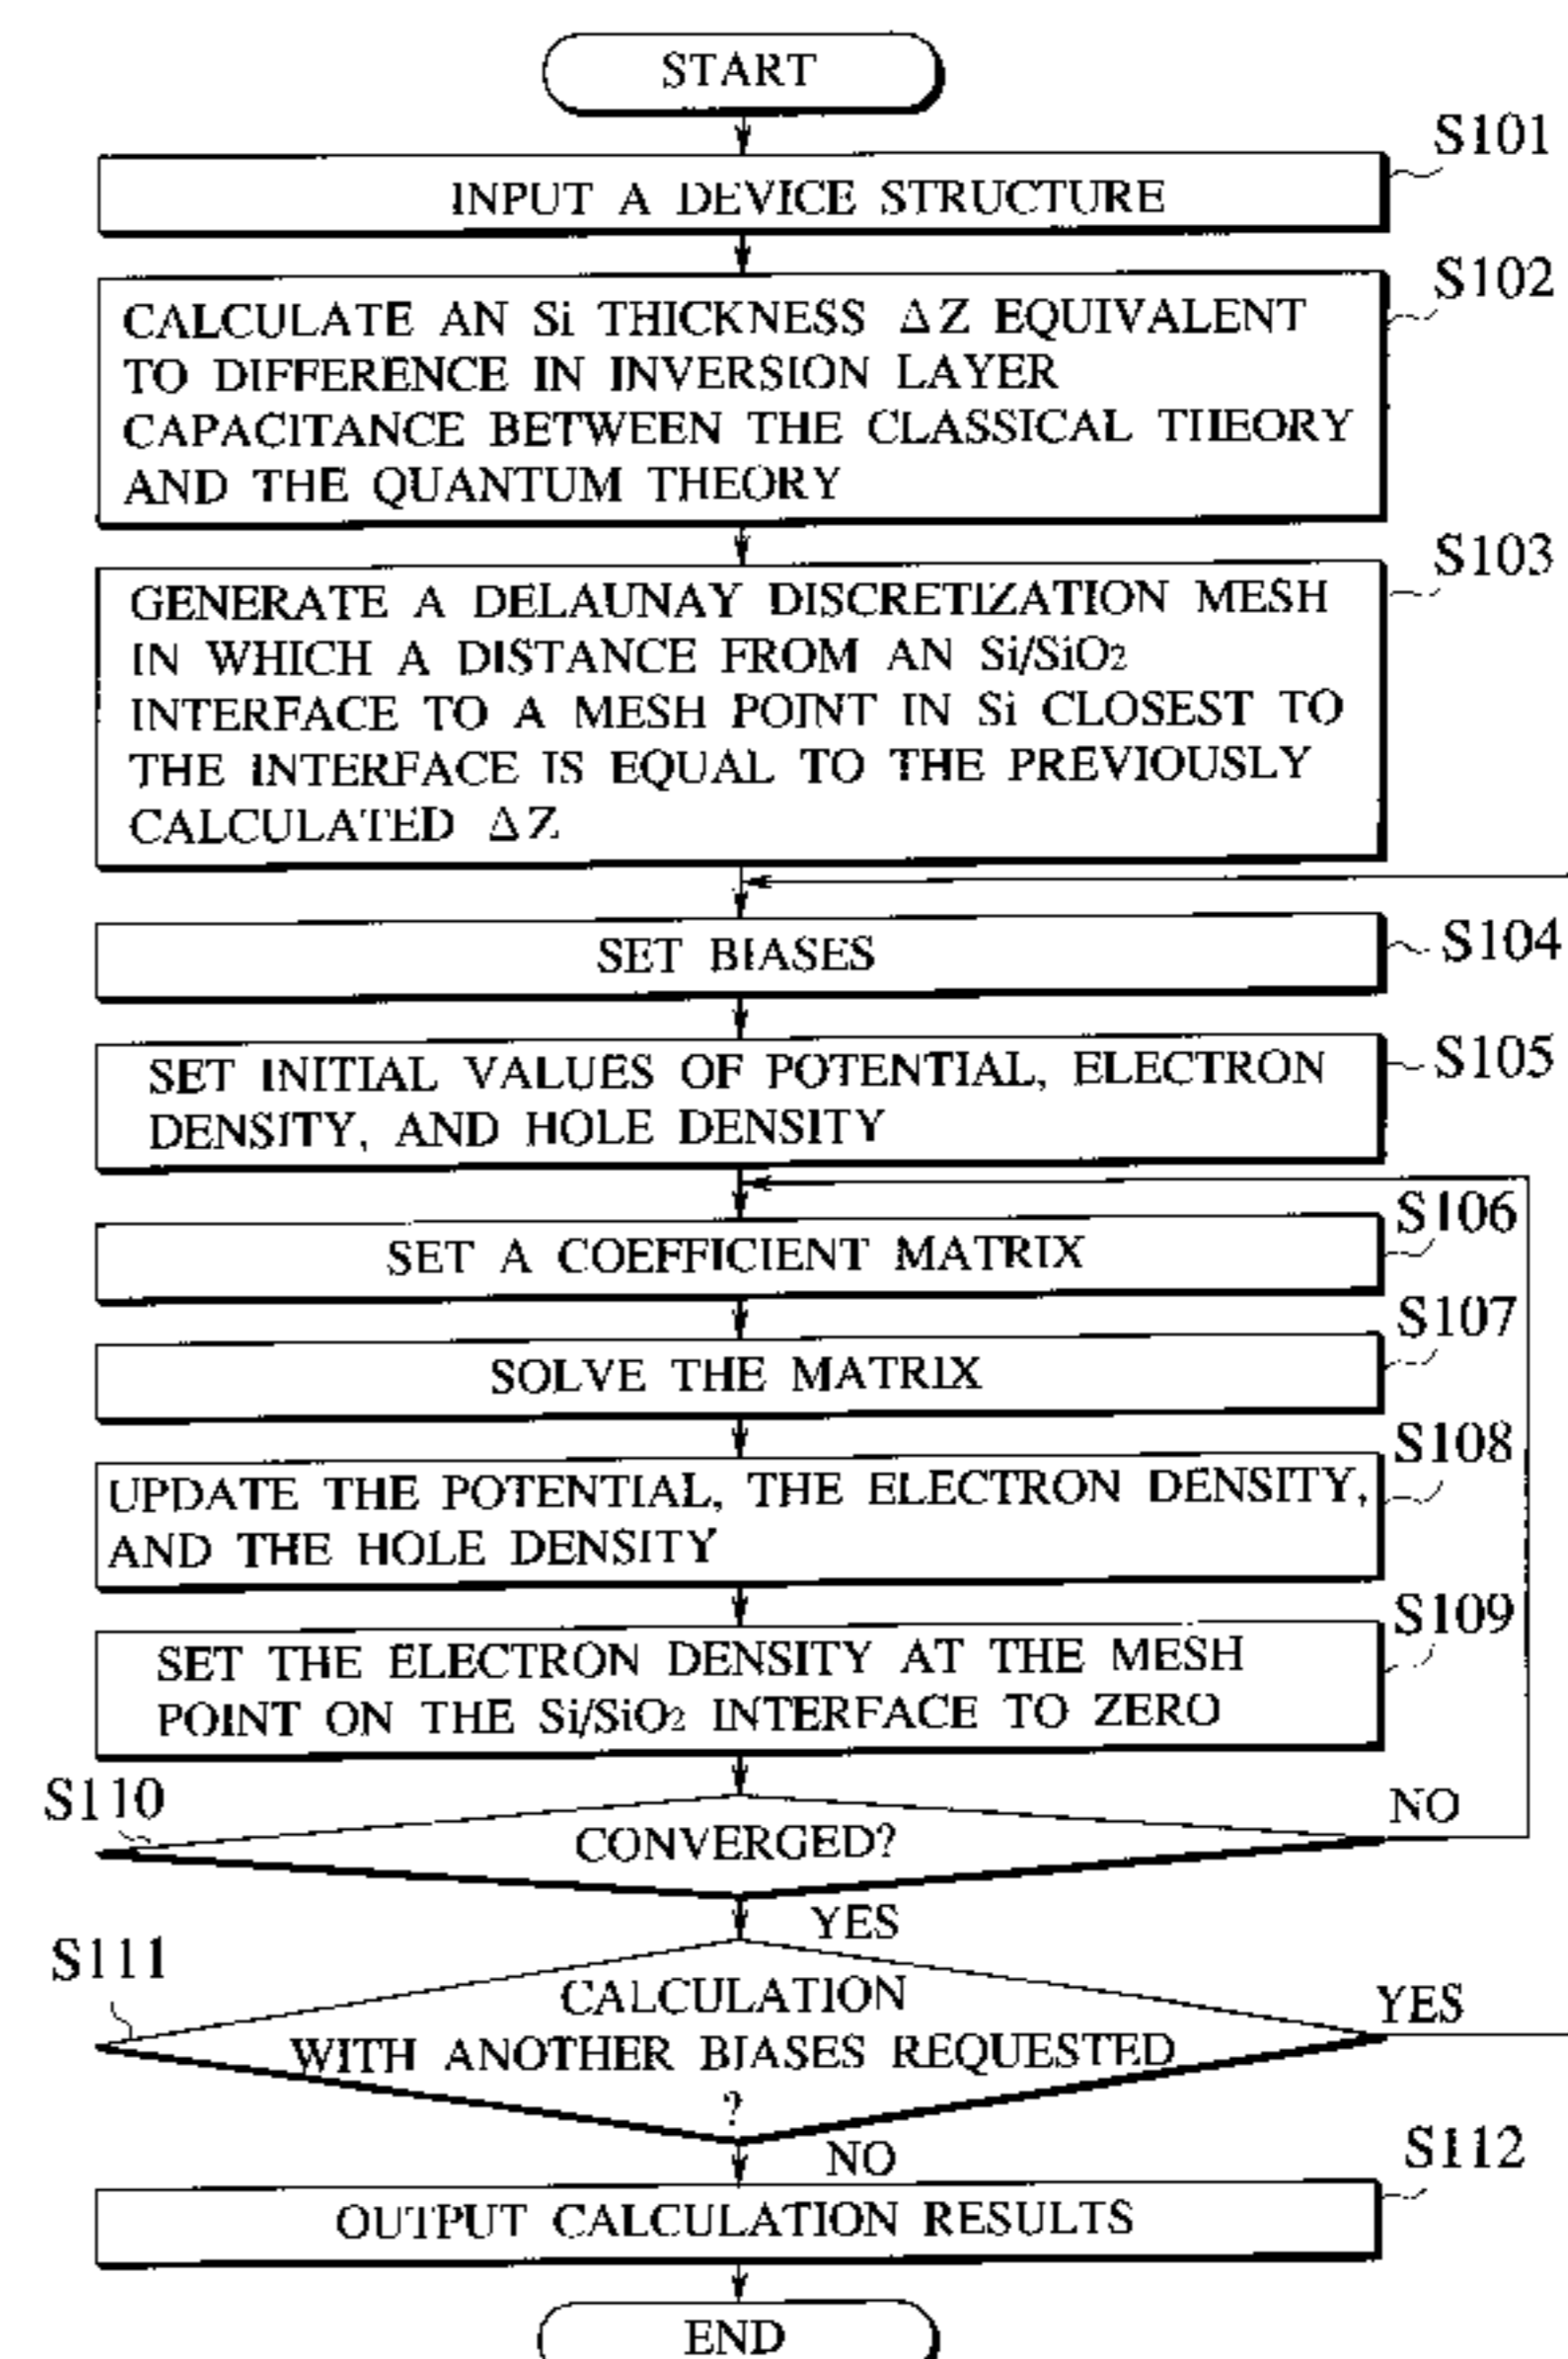 START
S101
INPUT A DEVICE STRUCTURE
S102
CALCULATE AN Si THICKNESS ΔZ EQUIVALENT
TO DIFFERENCE IN INVERSION LAYER
CAPACITANCE BETWEEN THE CLASSICAL THEORY
AND THE QUANTUM THEORY
S103
GENERATE A DELAUNAY DISCRETIZATION MESH
IN WHICH A DISTANCE FROM AN Si/SiO2
INTERFACE TO A MESH POINT IN Si CLOSEST TO
THE INTERFACE IS EQUAL TO THE PREVIOUSLY
CALCULATED ΔZ
SET BIASES
S104
SET INITIAL VALUES OF POTENTIAL, ELECTRON
DENSITY, AND HOLE DENSITY
S105
S106
SET A COEFFICIENT MATRIX
S107
SOLVE THE MATRIX
S108
UPDATE THE POTENTIAL, THE ELECTRON DENSITY,
AND THE HOLE DENSITY
S109
SET THE ELECTRON DENSITY AT THE MESH
POINT ON THE Si/SiO2 INTERFACE TO ZERO
S110
CONVERGED?
NO
YES
S111
CALCULATION
WITH ANOTHER BIASES REQUESTED
?
YES
NO
S112
OUTPUT CALCULATION RESULTS
END